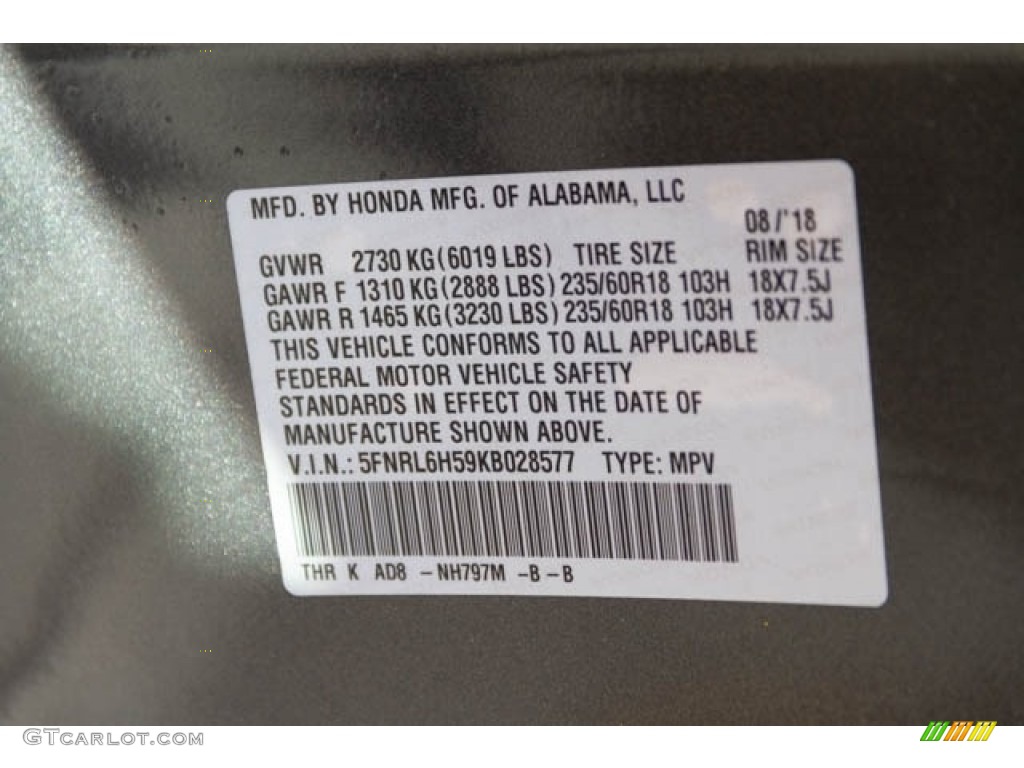 MFD. BY HONDA MFG. OF ALABAMA, LLC
08/'18
GVWR 2730 KG(6019 LBS) TIRE SIZE RIM SIZE
GAWR F 1310 KG(2888 LBS) 235/60R18 103H 18X7.5J
GAWR R 1465 KG(3230 LBS) 235/60R18 103H 18X7.5J
THIS VEHICLE CONFORMS TO ALL APPLICABLE
FEDERAL MOTOR VEHICLE SAFETY
STANDARDS IN EFFECT ON THE DATE OF
MANUFACTURE SHOWN ABOVE.
V.I.N.: 5FNRL6H59KB028577 TYPE: MPV
THR K AD8 -NH797M -B-B
GTCarlot.com